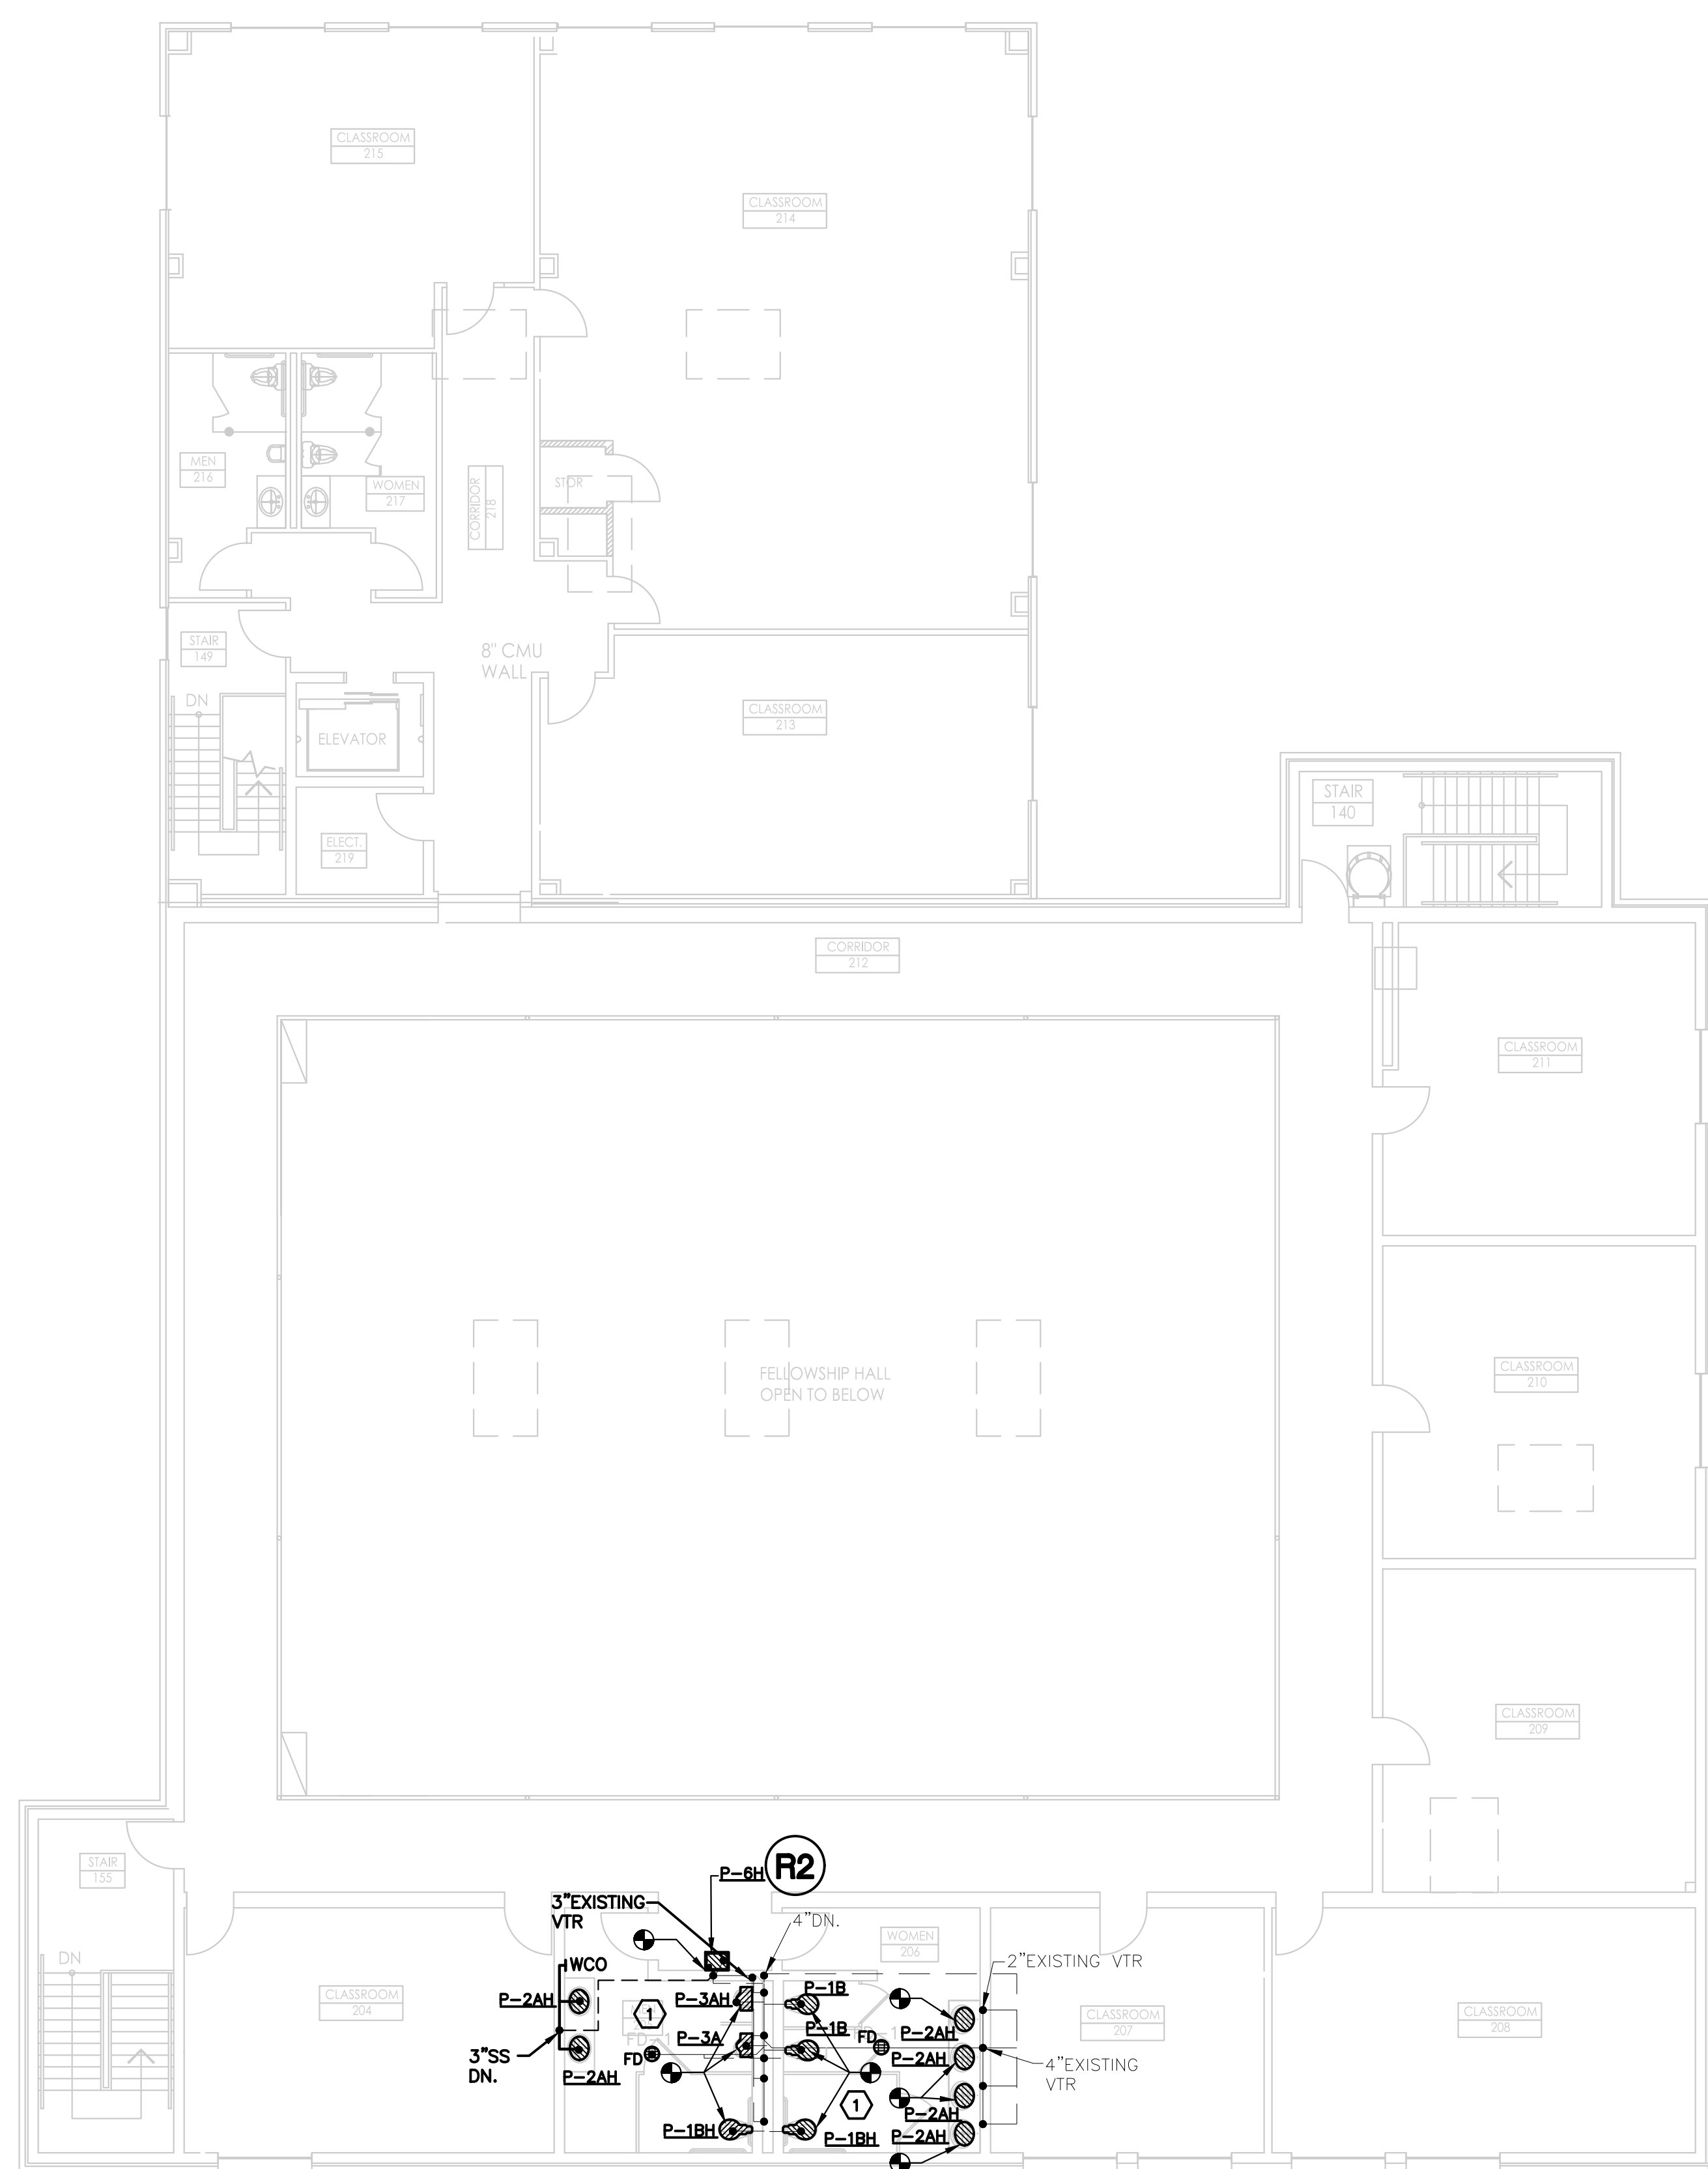 CLASSROOM
215
CLASSROOM
214
MEN
216
WOMEN
217
CORRIDOR
218
STOR
STAIR
149
8" CMU
WALL
DN
ELEVATOR
CLASSROOM
213
STAIR
140
ELECT.
219
CORRIDOR
212
CLASSROOM
211
FELLOWSHIP HALL
OPEN TO BELOW
CLASSROOM
210
CLASSROOM
209
STAIR
155
P-6H
R2
3"EXISTING
VTR
4"DN.
WOMEN
206
DN
WCO
2"EXISTING VTR
CLASSROOM
204
P-2AH
P-3AH
P-1B
1
CLASSROOM
207
CLASSROOM
208
FD-1
P-3A
P-1B
FD
FD-1
P-2AH
3"SS
DN.
FD
P-2AH
4"EXISTING
VTR
P-2AH
1
P-2AH
P-1BH
P-1BH
P-2AH